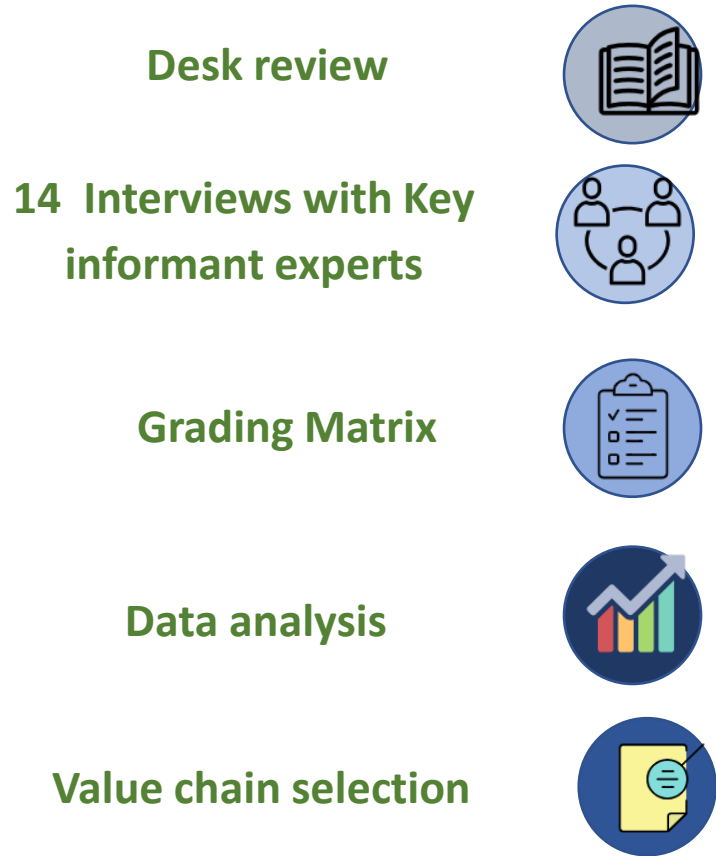 Desk review
14 Interviews with Key
informant experts
Grading Matrix
Data analysis
Value chain selection